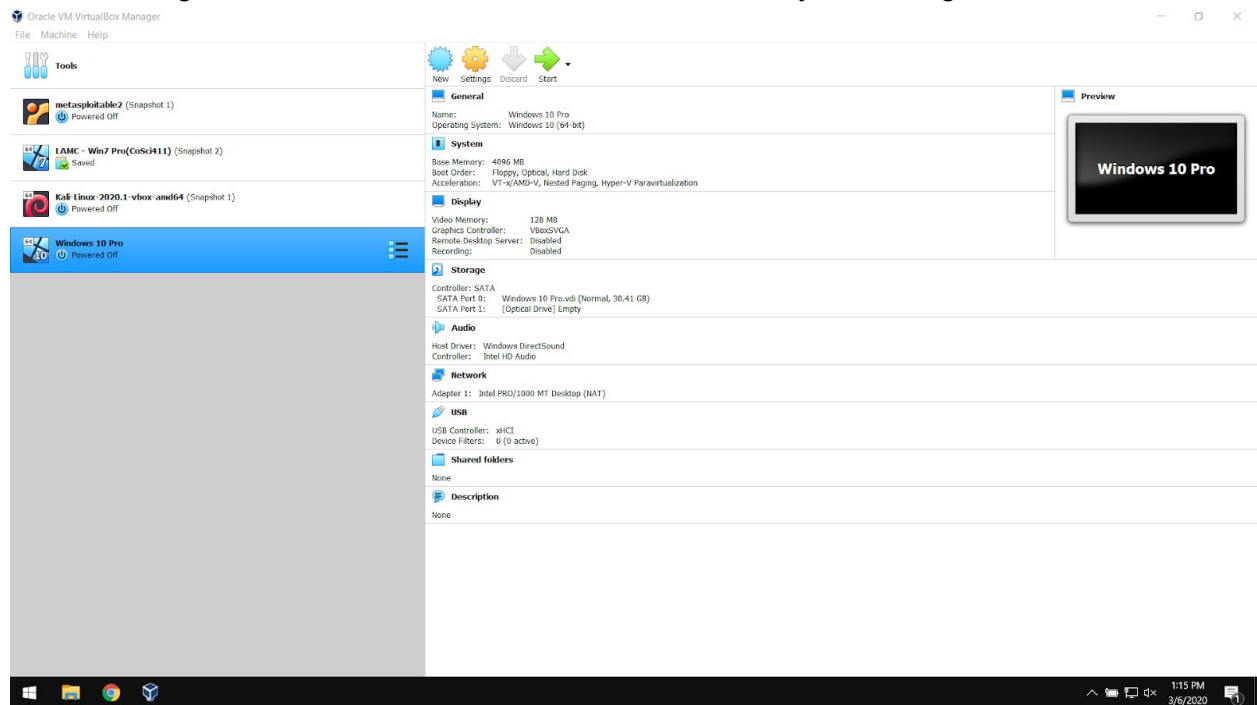 Oracle VM VirtualBox Manager
File Machine Help
Tools
New Settings Discard Start
metasploitable2 (Snapshot 1)
Powered Off
64 7 LAMC - Win7 Pro(CoSci411) (Snapshot 2)
Saved
64 Kali-Linux-2020.1-vbox-amd64 (Snapshot 1)
Powered Off
64 10 Windows 10 Pro
Powered Off
General
Name: Windows 10 Pro
Operating System: Windows 10 (64-bit)
System
Base Memory: 4096 MB
Boot Order: Floppy, Optical, Hard Disk
Acceleration: VT-x/AMD-V, Nested Paging, Hyper-V Paravirtualization
Display
Video Memory: 128 MB
Graphics Controller: VBoxSVGA
Remote Desktop Server: Disabled
Recording: Disabled
Storage
Controller: SATA
SATA Port 0: Windows 10 Pro.vdi (Normal, 30.41 GB)
SATA Port 1: [Optical Drive] Empty
Audio
Host Driver: Windows DirectSound
Controller: Intel HD Audio
Network
Adapter 1: Intel PRO/1000 MT Desktop (NAT)
USB
USB Controller: xHCI
Device Filters: 0 (0 active)
Shared folders
None
Description
None
Preview
Windows 10 Pro
1:15 PM
3/6/2020
1